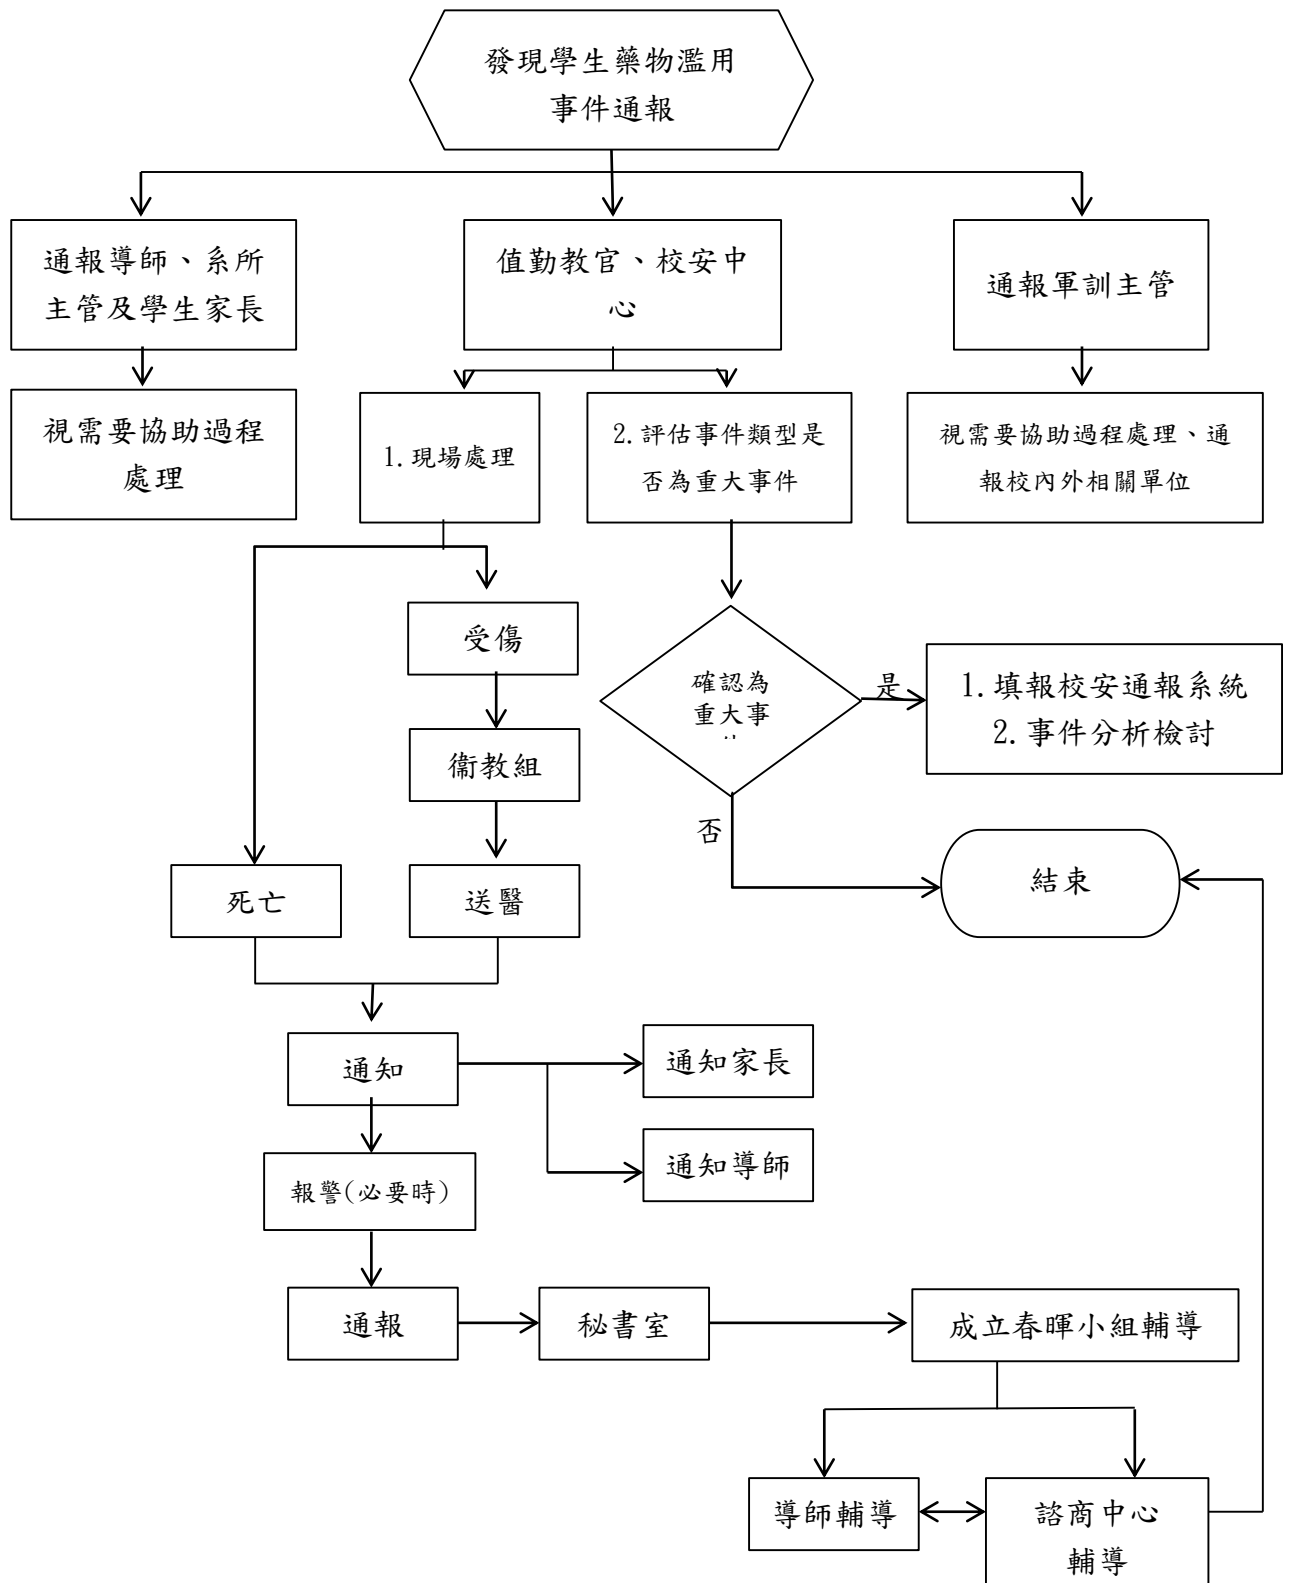 發現學生藥物濫用
事件通報
通報導師、系所
主管及學生家長
值勤教官、校安中
心
通報軍訓主管
視需要協助過程
處理
1.現場處理
2.評估事件類型是
否為重大事件
視需要協助過程處理、通
報校內外相關單位
受傷
確認為
重大事
是
1.填報校安通報系統
2.事件分析檢討
衛教組
否
死亡
送醫
結束
通知
通知家長
通知導師
報警(必要時)
通報
秘書室
成立春暉小組輔導
導師輔導
諮商中心
輔導